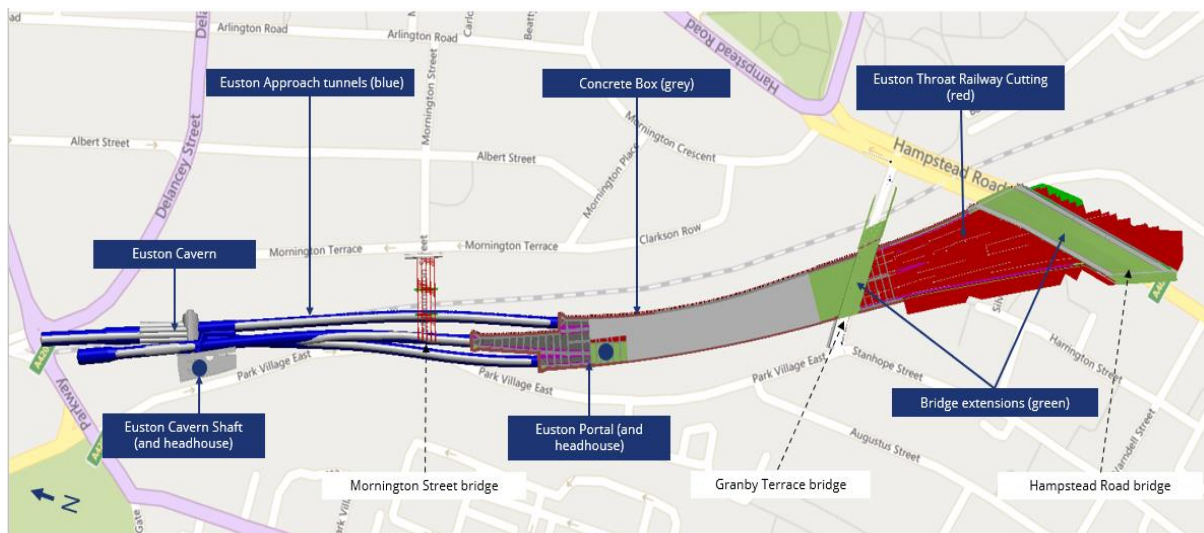 Arlington Road
Arlington Road
Delancey Street
Mornington Street
Hampstead Road
Euston Approach tunnels (blue)
Concrete Box (grey)
Euston Throat Railway Cutting
(red)
Albert Street
Albert Street
Mornington Place
Mornington Crescent
Hampstead Road
Euston Cavern
Mornington Terrace
Mornington Terrace
Clarkson Row
Parkway
Park Village East
Park Village East
Park Village East
Stanhope Street
Harrington Street
Varndell Street
Augustus Street
Bridge extensions (green)
Euston Cavern Shaft
(and headhouse)
Euston Portal (and
headhouse)
Mornington Street bridge
Granby Terrace bridge
Hampstead Road bridge
Gate
N